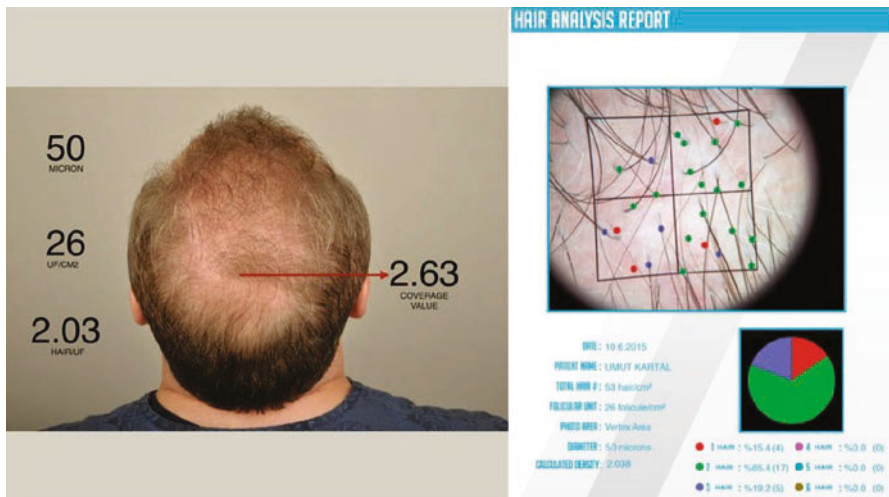 50
MICRON
26
UF/CM2
2.03
HAIR/UF
2.63
COVERAGE
VALUE
HAIR ANALYSIS REPORT
DATE : 10.6.2015
PATIENT NAME : UMUT KARTAL
TOTAL HAIR # : 53 hair/cm²
FOLICULAR UNIT : 26 folicule/cm²
PHOTO AREA : Vertex Area
DIAMETER : 50 microns
CALCULATED DENSITY : 2.038
1 HAIR : %15.4 (4) 4 HAIR : %0.0 (0)
2 HAIR : %65.4 (17) 5 HAIR : %0.0 (0)
3 HAIR : %19.2 (5) 6 HAIR : %0.0 (0)